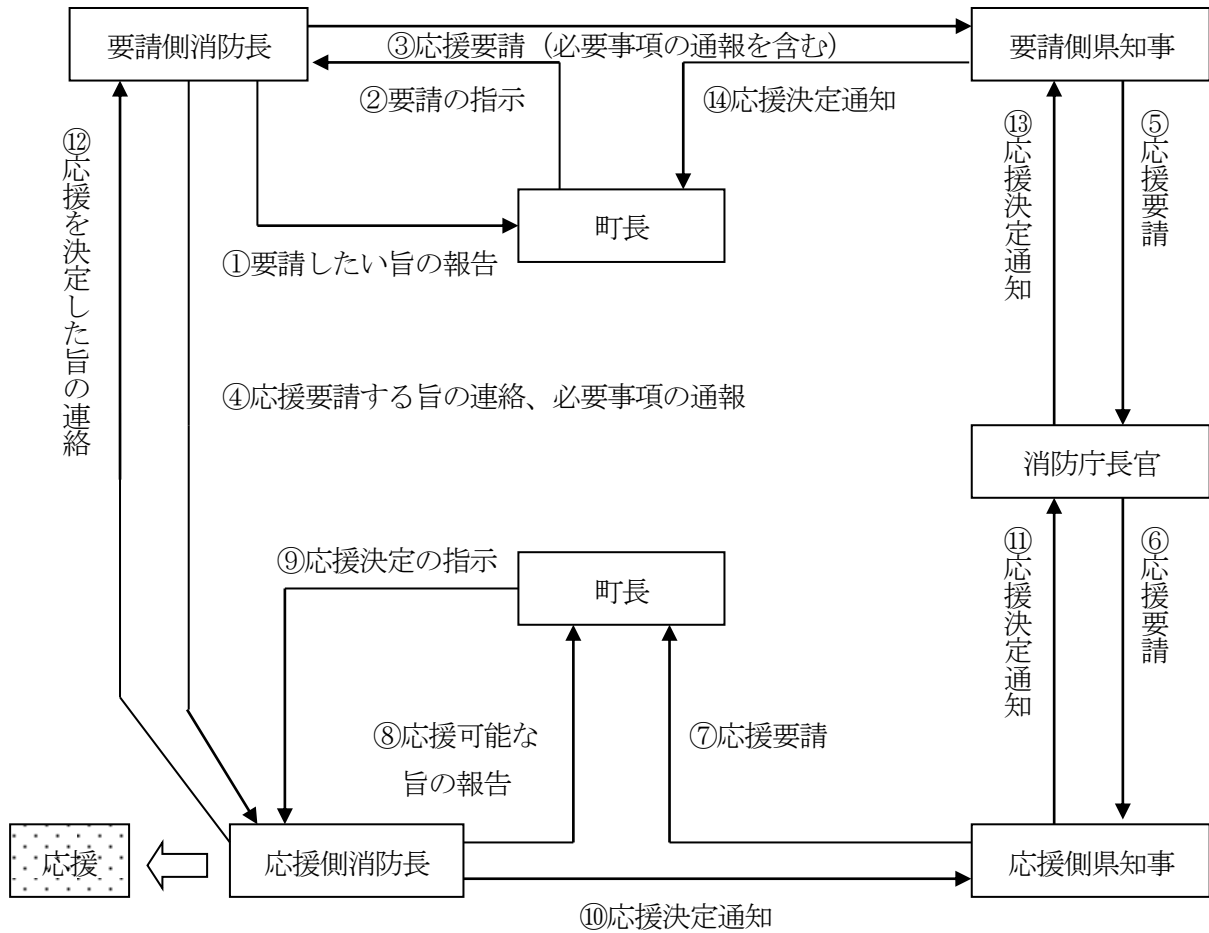 要請側消防長
③応援要請（必要事項の通報を含む）
要請側県知事
②要請の指示
⑭応援決定通知
⑫応援を決定した旨の連絡
⑬応援決定通知
⑤応援要請
町長
①要請したい旨の報告
④応援要請する旨の連絡、必要事項の通報
消防庁長官
⑨応援決定の指示
町長
⑪応援決定通知
⑥応援要請
⑧応援可能な
旨の報告
⑦応援要請
応援
応援側消防長
応援側県知事
⑩応援決定通知